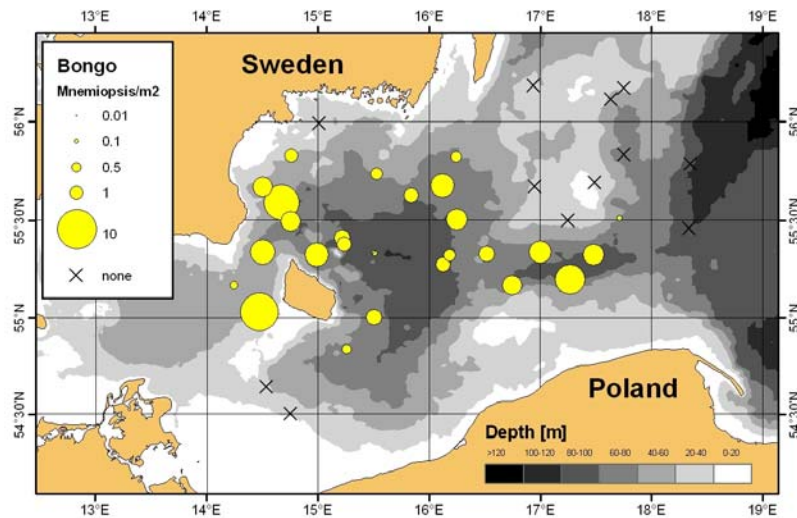 13°E 14°E 15°E 16°E 17°E 18°E 19°E
Bongo
Mnemiopsis/m2
0.01
0.1
0.5
1
10
none
Sweden
Poland
56°N
55°30'N
55°N
54°30'N
56°N
55°30'N
55°N
54°30'N
Depth [m]
>120 100-120 80-100 60-80 40-60 20-40 0-20
13°E 14°E 15°E 16°E 17°E 18°E 19°E